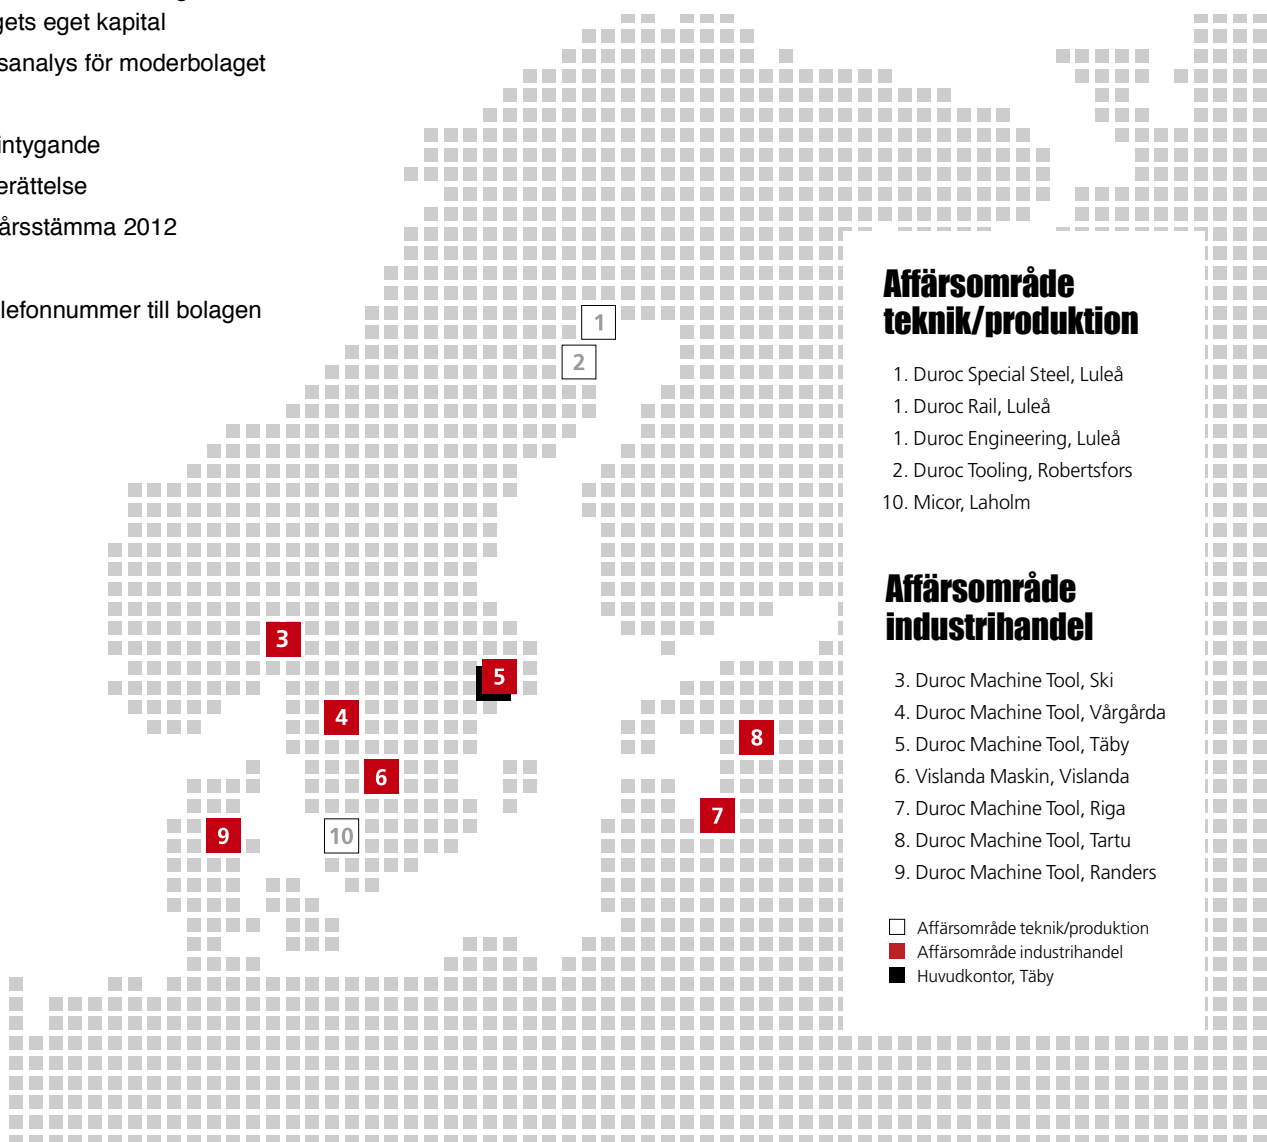 gets eget kapital
sanalys för moderbolaget
intygande
erättelse
årsstämma 2012
lefonnummer till bolagen
1
2
3
5
4
8
6
7
9
10
Affärsområde
teknik/produktion
1. Duroc Special Steel, Luleå
1. Duroc Rail, Luleå
1. Duroc Engineering, Luleå
2. Duroc Tooling, Robertsfors
10. Micor, Laholm
Affärsområde
industrihandel
3. Duroc Machine Tool, Ski
4. Duroc Machine Tool, Vårgårda
5. Duroc Machine Tool, Täby
6. Vislanda Maskin, Vislanda
7. Duroc Machine Tool, Riga
8. Duroc Machine Tool, Tartu
9. Duroc Machine Tool, Randers
Affärsområde teknik/produktion
Affärsområde industrihandel
Huvudkontor, Täby